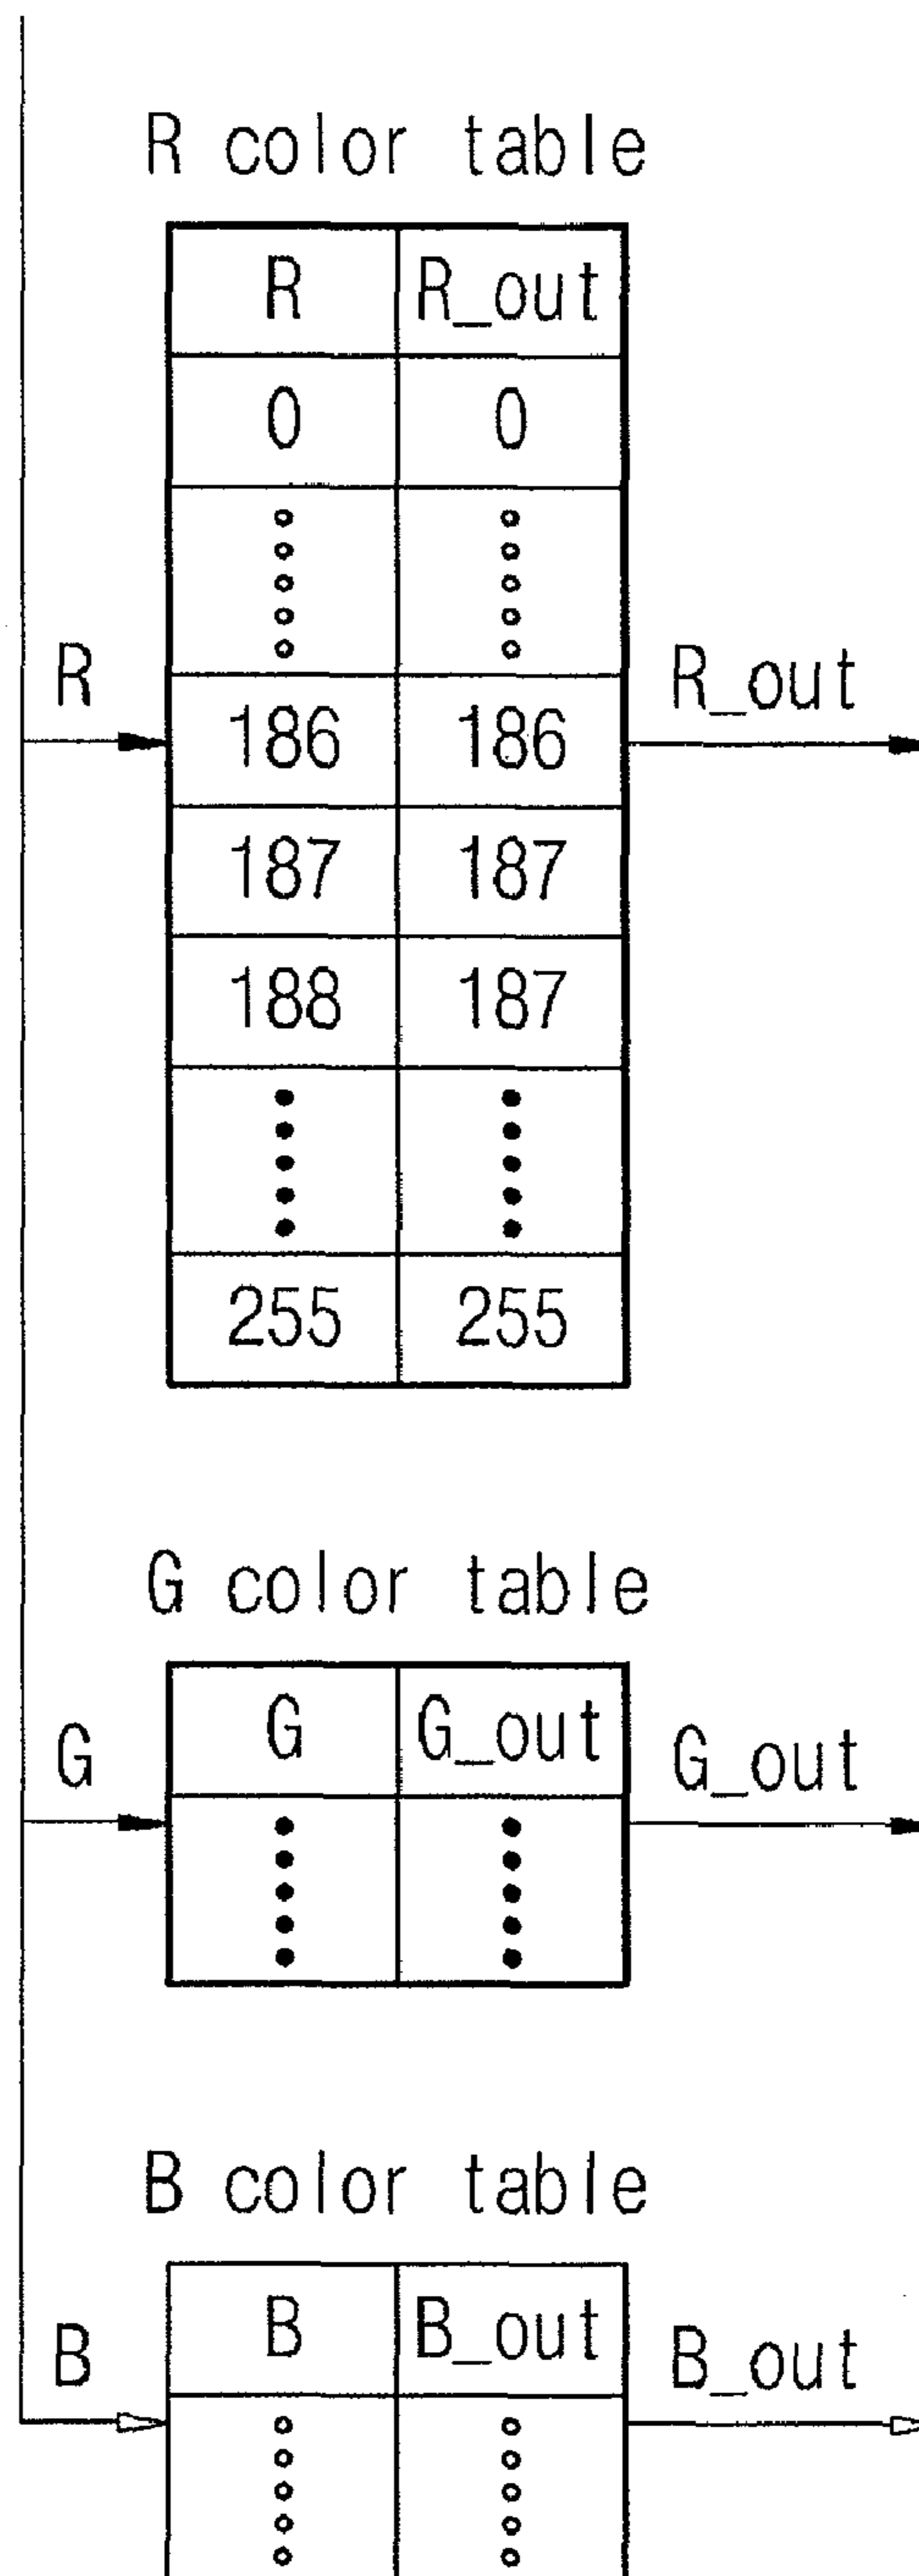 R color table
R R_out
0 0
R 186 186 R_out
187 187
188 187
255 255
G color table
G G_out
G G_out
B color table
B B_out
B B_out